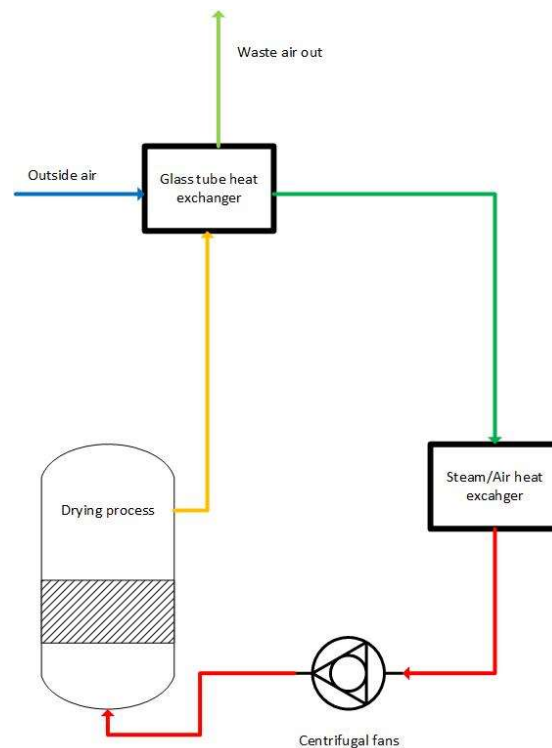 Waste air out
Outside air
Glass tube heat
exchanger
Steam/Air heat
excahger
Drying process
Centrifugal fans